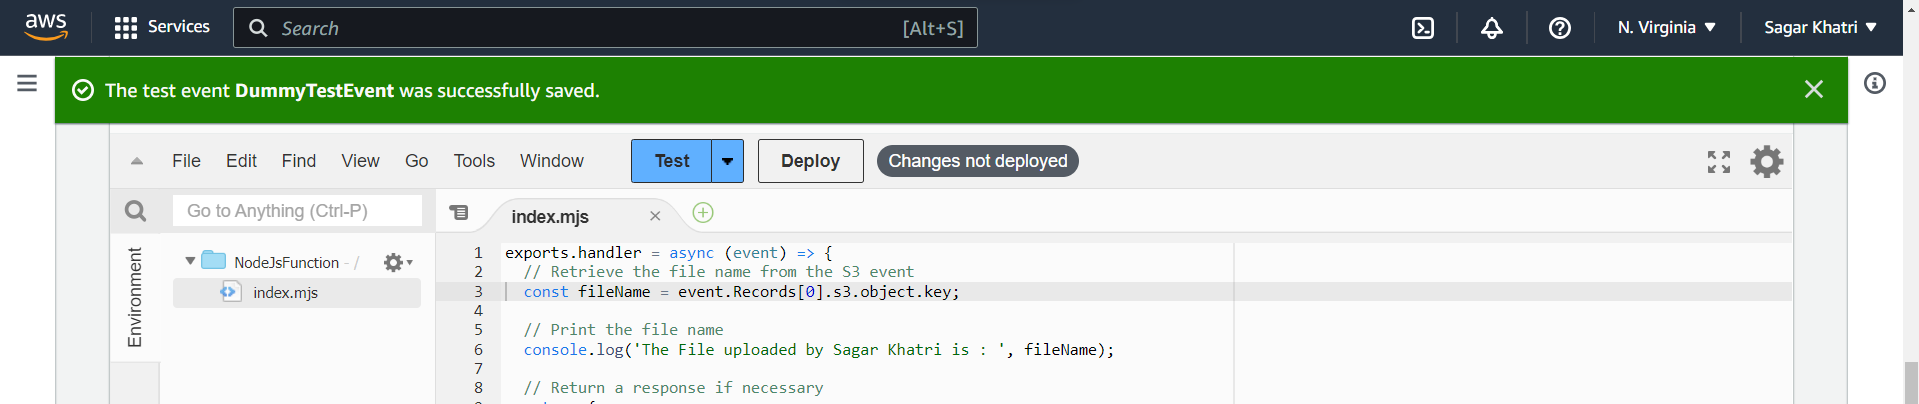 aws Services Search [Alt+S] N. Virginia Sagar Khatri
The test event DummyTestEvent was successfully saved.
File Edit Find View Go Tools Window Test Deploy Changes not deployed
Go to Anything (Ctrl-P)
index.mjs
Environment
NodeJsFunction - /
index.mjs
1 exports.handler = async (event) => {
2 // Retrieve the file name from the S3 event
3 const fileName = event.Records[0].s3.object.key;
4
5 // Print the file name
6 console.log('The File uploaded by Sagar Khatri is : ', fileName);
7
8 // Return a response if necessary